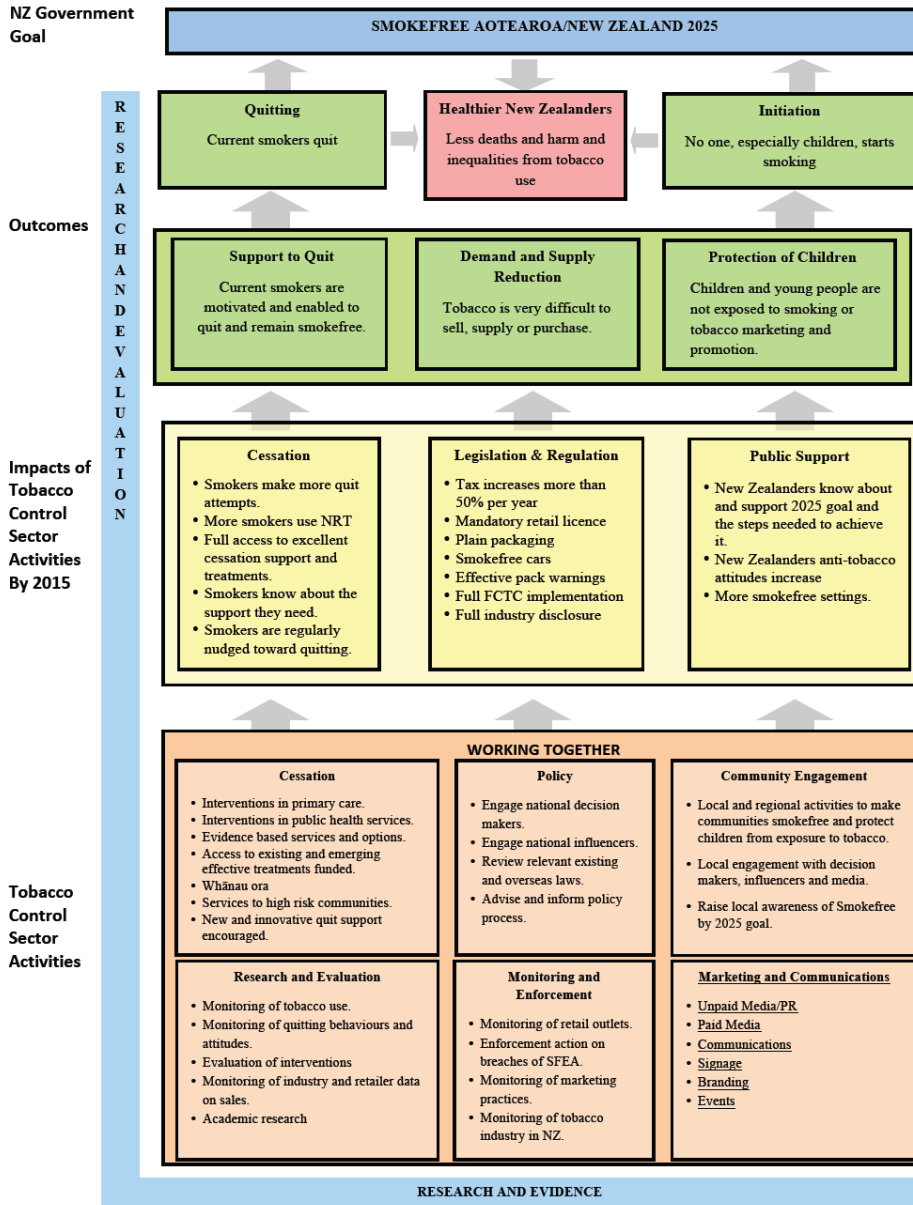 NZ Government
Goal
SMOKEFREE AOTEAROA/NEW ZEALAND 2025
RESEARCH AND EVALUATION
Quitting
Current smokers quit
Healthier New Zealanders
Less deaths and harm and
inequalities from tobacco
use
Initiation
No one, especially children, starts
smoking
Outcomes
Support to Quit
Current smokers are
motivated and enabled to
quit and remain smokefree.
Demand and Supply
Reduction
Tobacco is very difficult to
sell, supply or purchase.
Protection of Children
Children and young people are
not exposed to smoking or
tobacco marketing and
promotion.
Impacts of
Tobacco
Control
Sector
Activities
By 2015
Cessation
• Smokers make more quit
attempts.
• More smokers use NRT
• Full access to excellent
cessation support and
treatments.
• Smokers know about the
support they need.
• Smokers are regularly
nudged toward quitting.
Legislation & Regulation
• Tax increases more than
50% per year
• Mandatory retail licence
• Plain packaging
• Smokefree cars
• Effective pack warnings
• Full FCTC implementation
• Full industry disclosure
Public Support
• New Zealanders know about
and support 2025 goal and
the steps needed to achieve
it.
• New Zealanders anti-tobacco
attitudes increase
• More smokefree settings.
Tobacco
Control
Sector
Activities
WORKING TOGETHER
Cessation
• Interventions in primary care.
• Interventions in public health services.
• Evidence based services and options.
• Access to existing and emerging
effective treatments funded.
• Whānau ora
• Services to high risk communities.
• New and innovative quit support
encouraged.
Policy
• Engage national decision
makers.
• Engage national influencers.
• Review relevant existing
and overseas laws.
• Advise and inform policy
process.
Community Engagement
• Local and regional activities to make
communities smokefree and protect
children from exposure to tobacco.
• Local engagement with decision
makers, influencers and media.
• Raise local awareness of Smokefree
by 2025 goal.
Research and Evaluation
• Monitoring of tobacco use.
• Monitoring of quitting behaviours and
attitudes.
• Evaluation of interventions
• Monitoring of industry and retailer data
on sales.
• Academic research
Monitoring and
Enforcement
• Monitoring of retail outlets.
• Enforcement action on
breaches of SFEA.
• Monitoring of marketing
practices.
• Monitoring of tobacco
industry in NZ.
Marketing and Communications
• Unpaid Media/PR
• Paid Media
• Communications
• Signage
• Branding
• Events
RESEARCH AND EVIDENCE